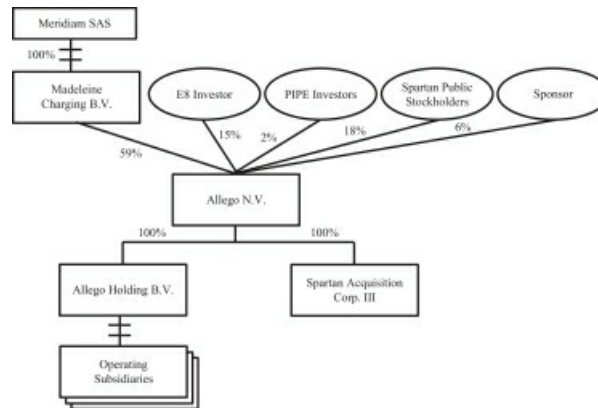 Meridiam SAS
100%
Madeleine
Charging B.V.
E8 Investor
PIPE Investors
Spartan Public
Stockholders
Sponsor
59%
15%
2%
18%
6%
Allego N.V.
100%
100%
Allego Holding B.V.
Spartan Acquisition
Corp. III
Operating
Subsidiaries